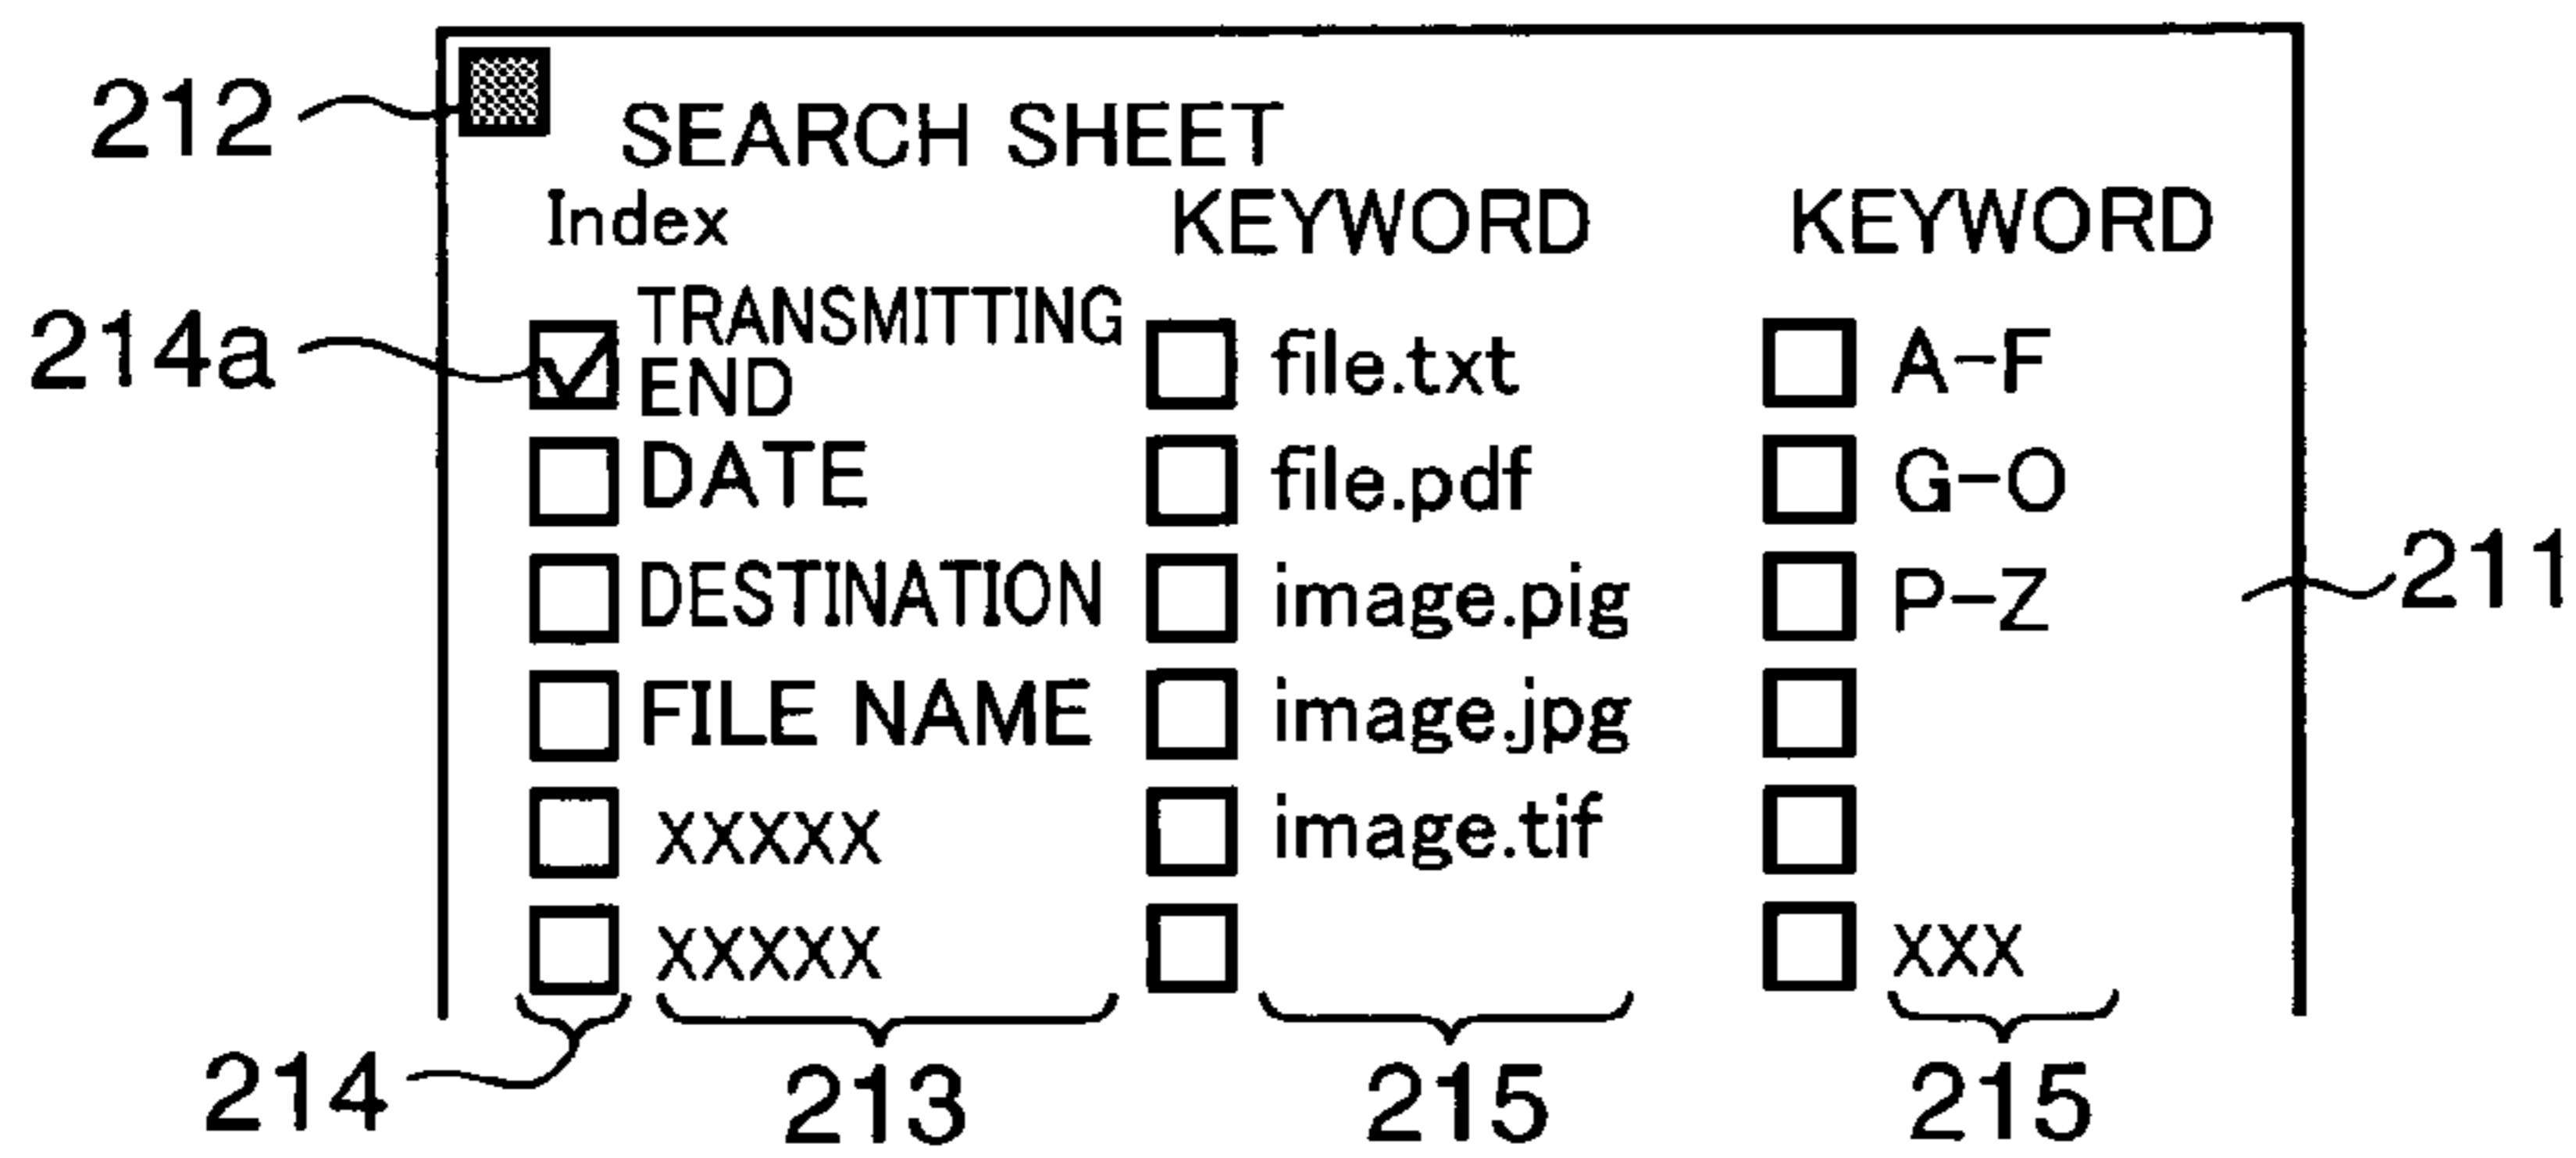 212
SEARCH SHEET
Index KEYWORD KEYWORD
214a
TRANSMITTING END file.txt A-F
DATE file.pdf G-O
DESTINATION image.pig P-Z
211
FILE NAME image.jpg
XXXXX image.tif
XXXXX XXX
214 213 215 215